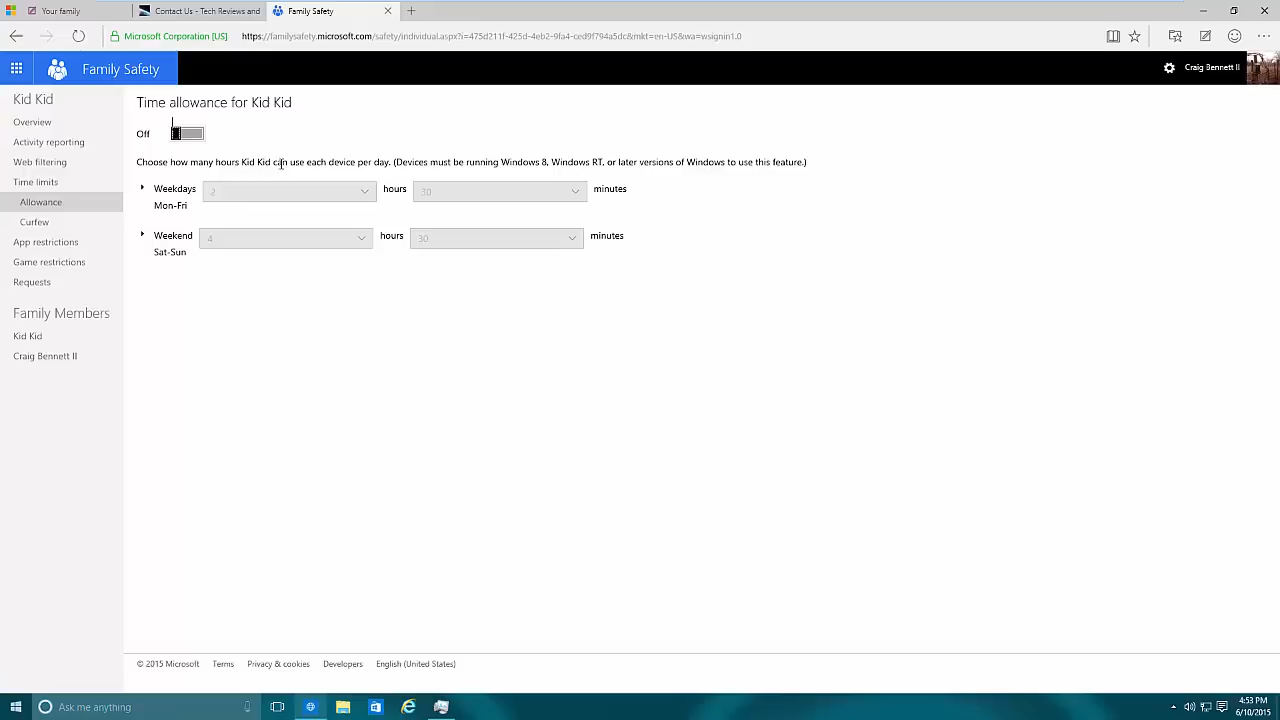 Your family
Contact Us - Tech Reviews and
Family Safety
Microsoft Corporation [US]
https://familysafety.microsoft.com/safety/individual.aspx?i=475d211f-425d-4eb2-9fa4-ced9f794a5dc&mkt=en-US&wa=wsignin1.0
Family Safety
Craig Bennett II
Kid Kid
Overview
Activity reporting
Web filtering
Time limits
Allowance
Curfew
App restrictions
Game restrictions
Requests
Family Members
Kid Kid
Craig Bennett II
Time allowance for Kid Kid
Off
Choose how many hours Kid Kid can use each device per day. (Devices must be running Windows 8, Windows RT, or later versions of Windows to use this feature.)
Weekdays 2 hours 30 minutes
Mon-Fri
Weekend 4 hours 30 minutes
Sat-Sun
© 2015 Microsoft Terms Privacy & cookies Developers English (United States)
Ask me anything
4:53 PM
6/10/2015